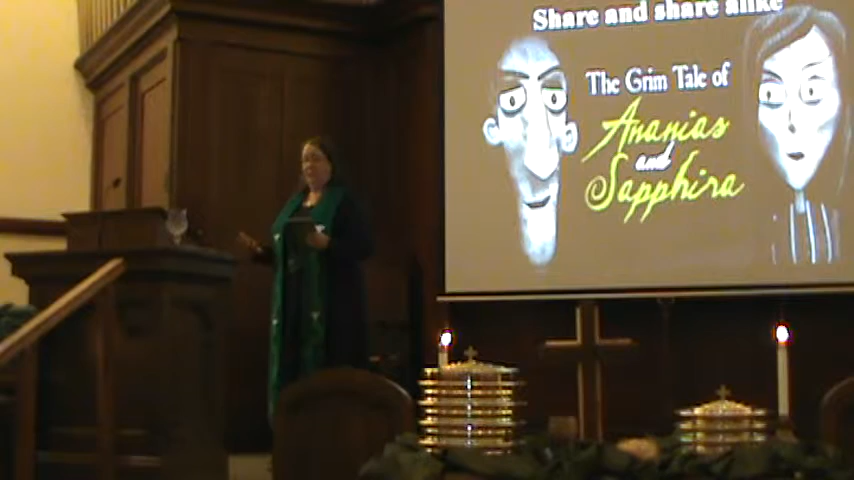 Share and share alike
The Grim Tale of
Ananias
and
Sapphira